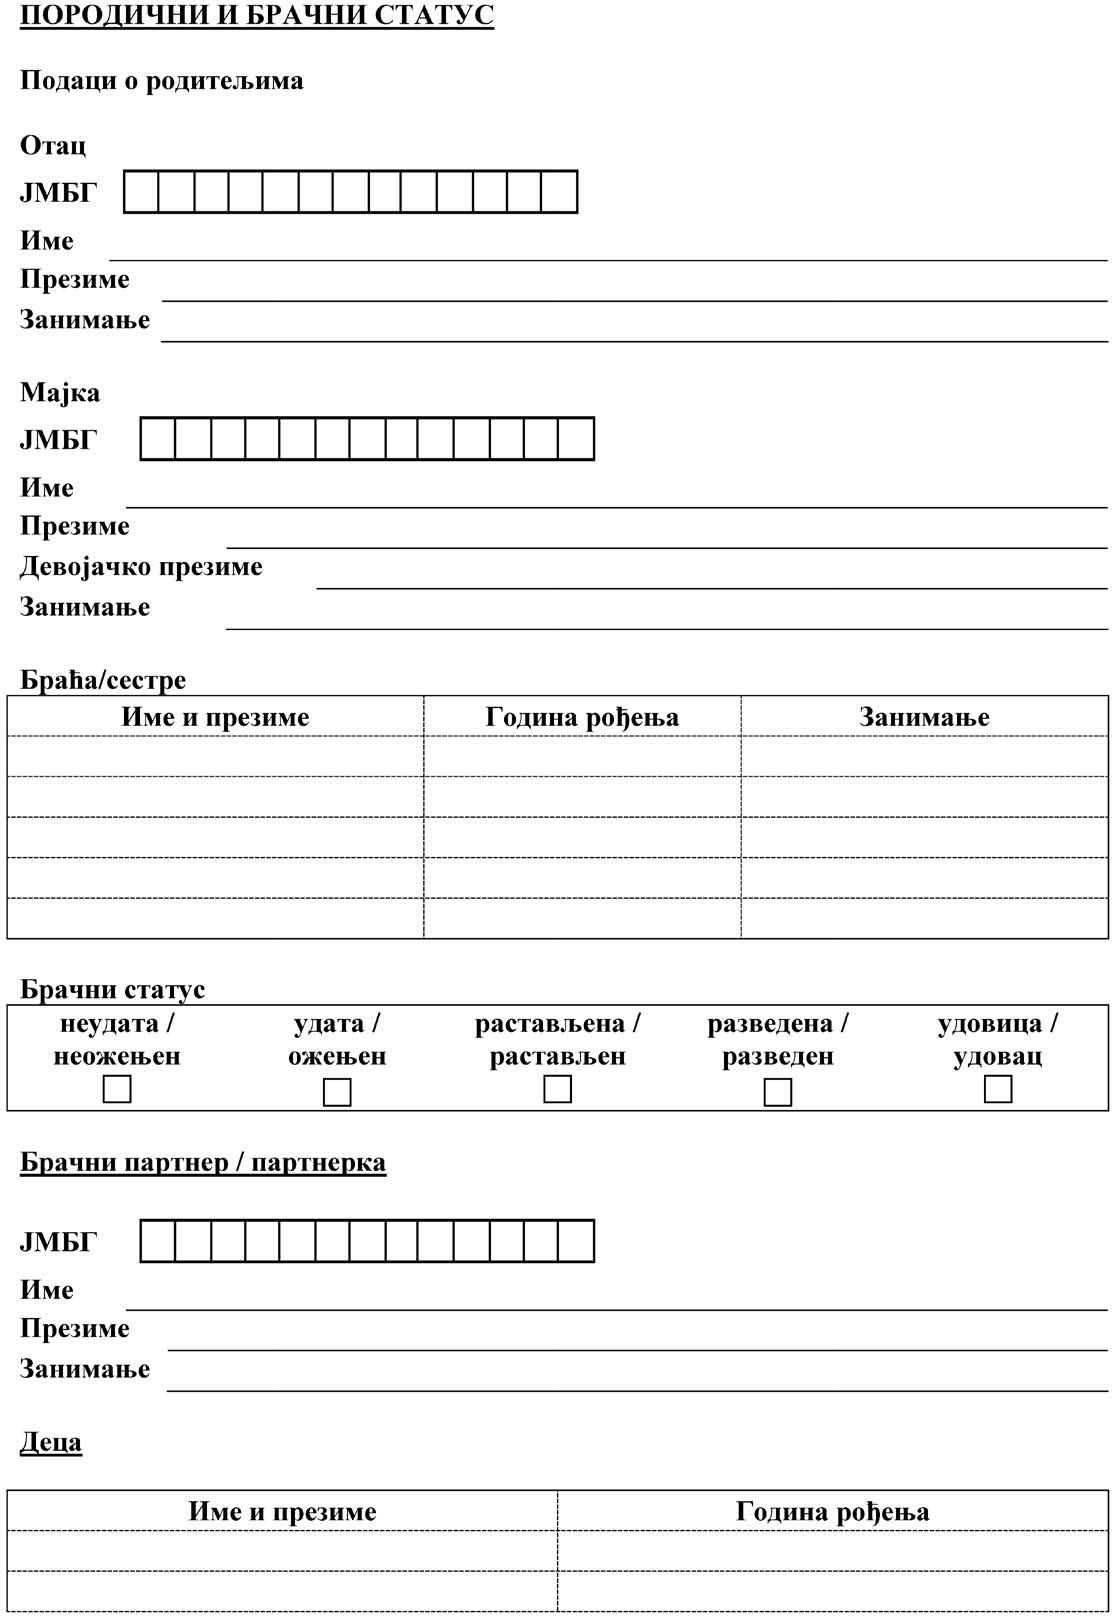 ПОРОДИЧНИ И БРАЧНИ СТАТУС
Подаци о родитељима
Отац
ЈМБГ
Име
Презиме
Занимање
Мајка
ЈМБГ
Име
Презиме
Девојачко презиме
Занимање
Браћа/сестре
Име и презиме Година рођења Занимање
Брачни статус
неудата / удата / растављена / разведена / удовица /
неожењен ожењен растављен разведен удовац
Брачни партнер / партнерка
ЈМБГ
Име
Презиме
Занимање
Деца
Име и презиме Година рођења